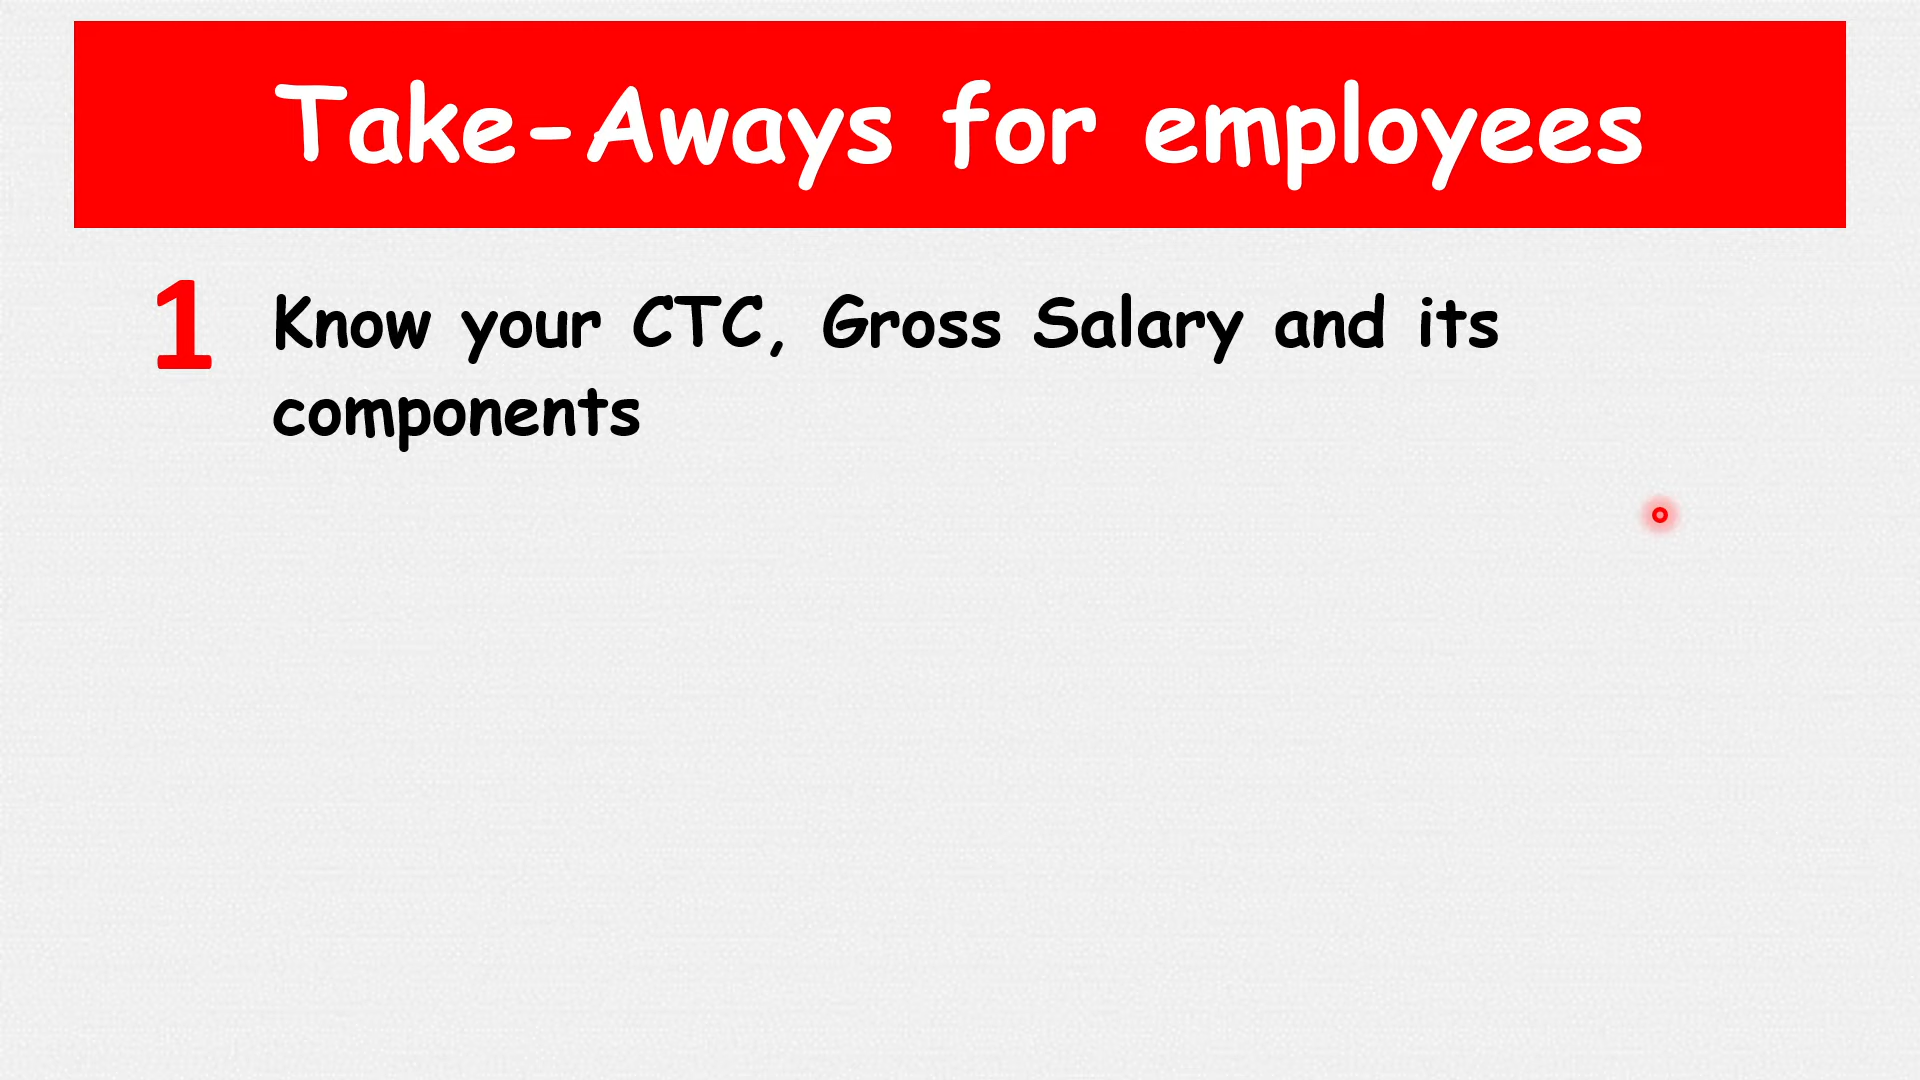 Take-Aways for employees
1 Know your CTC, Gross Salary and its
components